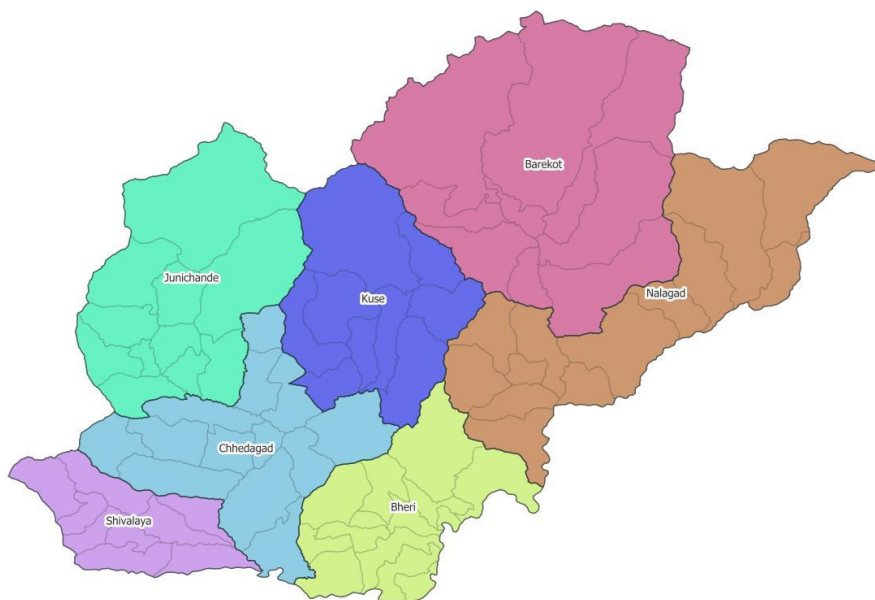 Barekot
Junichande
Nalagad
Kuse
Chhedagad
Bheri
Shivalaya